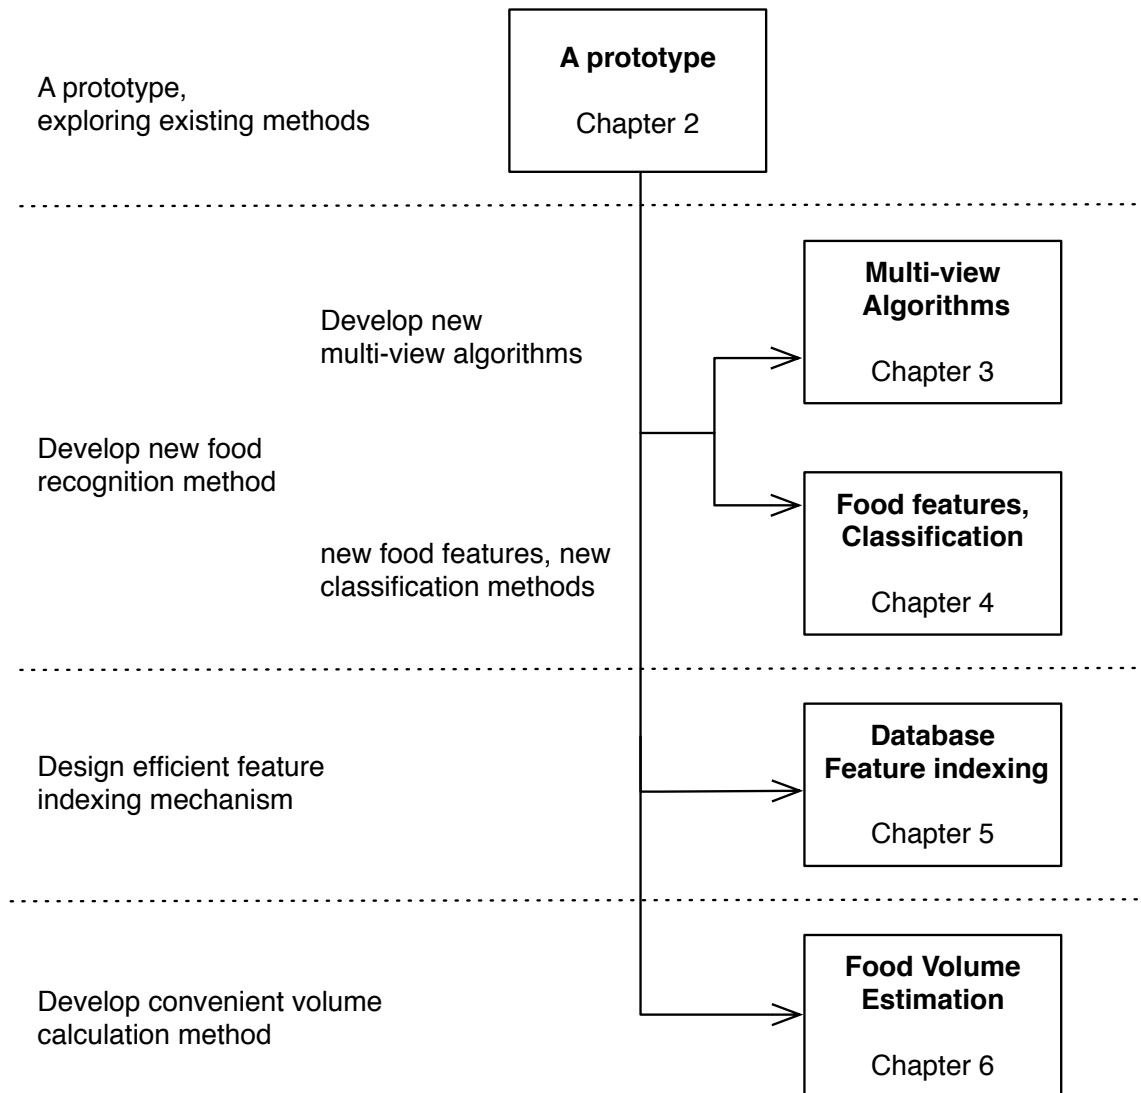 A prototype
Chapter 2
A prototype,
exploring existing methods
Multi-view
Algorithms
Chapter 3
Develop new
multi-view algorithms
Develop new food
recognition method
Food features,
Classification
Chapter 4
new food features, new
classification methods
Database
Feature indexing
Chapter 5
Design efficient feature
indexing mechanism
Food Volume
Estimation
Chapter 6
Develop convenient volume
calculation method